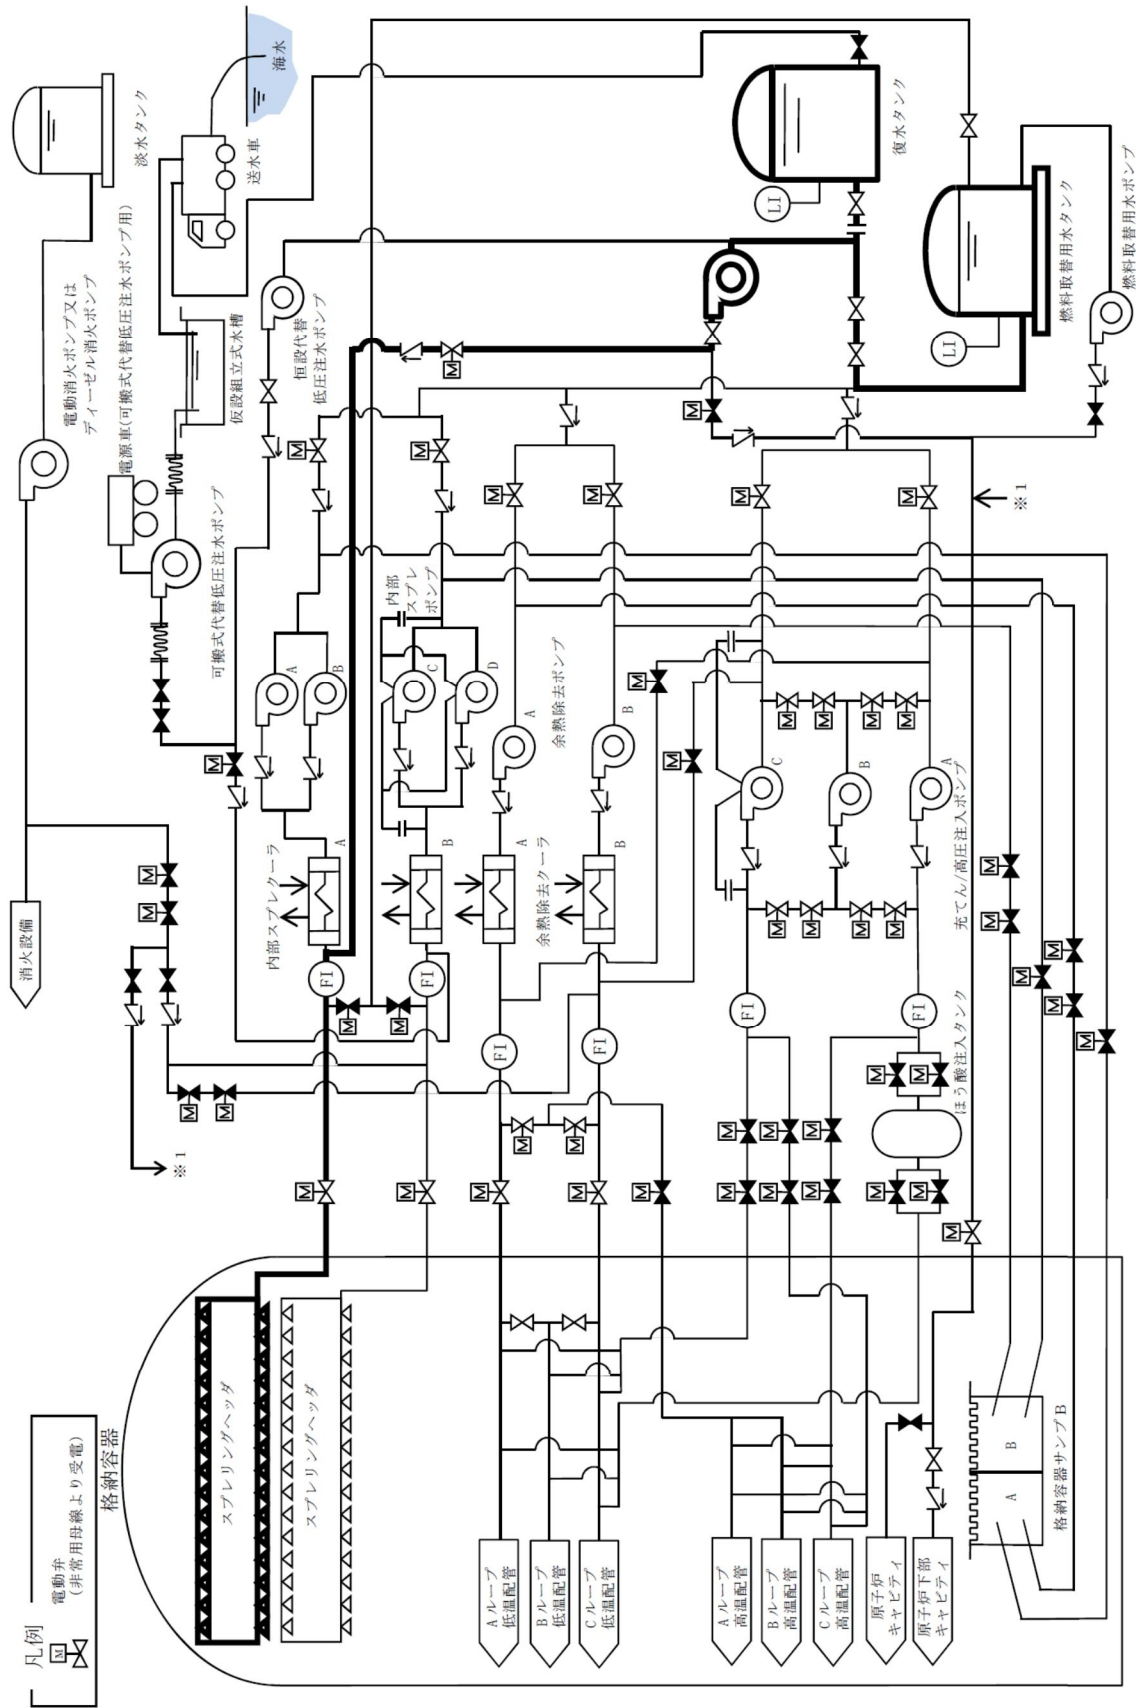 凡例
M
電動弁
（非常用母線より受電）
格納容器
スプレリングヘッダ
スプレリングヘッダ
Aループ
低温配管
Bループ
低温配管
Cループ
低温配管
Aループ
高温配管
Bループ
高温配管
Cループ
高温配管
原子炉
キャビティ
原子炉下部
キャビティ
A
B
格納容器サンプB
※1
消火設備
電動消火ポンプ又は
ディーゼル消火ポンプ
淡水タンク
電源車(可搬式代替低圧注水ポンプ用)
可搬式代替低圧注水ポンプ
仮設組立式水槽
送水車
海水
恒設代替
低圧注水ポンプ
内部スプレクーラ
A
B
FI
FI
A
B
内部
スプレ
ポンプ
C
D
余熱除去クーラ
A
B
FI
FI
余熱除去ポンプ
A
B
充てん/高圧注入ポンプ
C
B
A
FI
FI
ほう酸注入タンク
※1
LI
復水タンク
LI
燃料取替用水タンク
燃料取替用水ポンプ